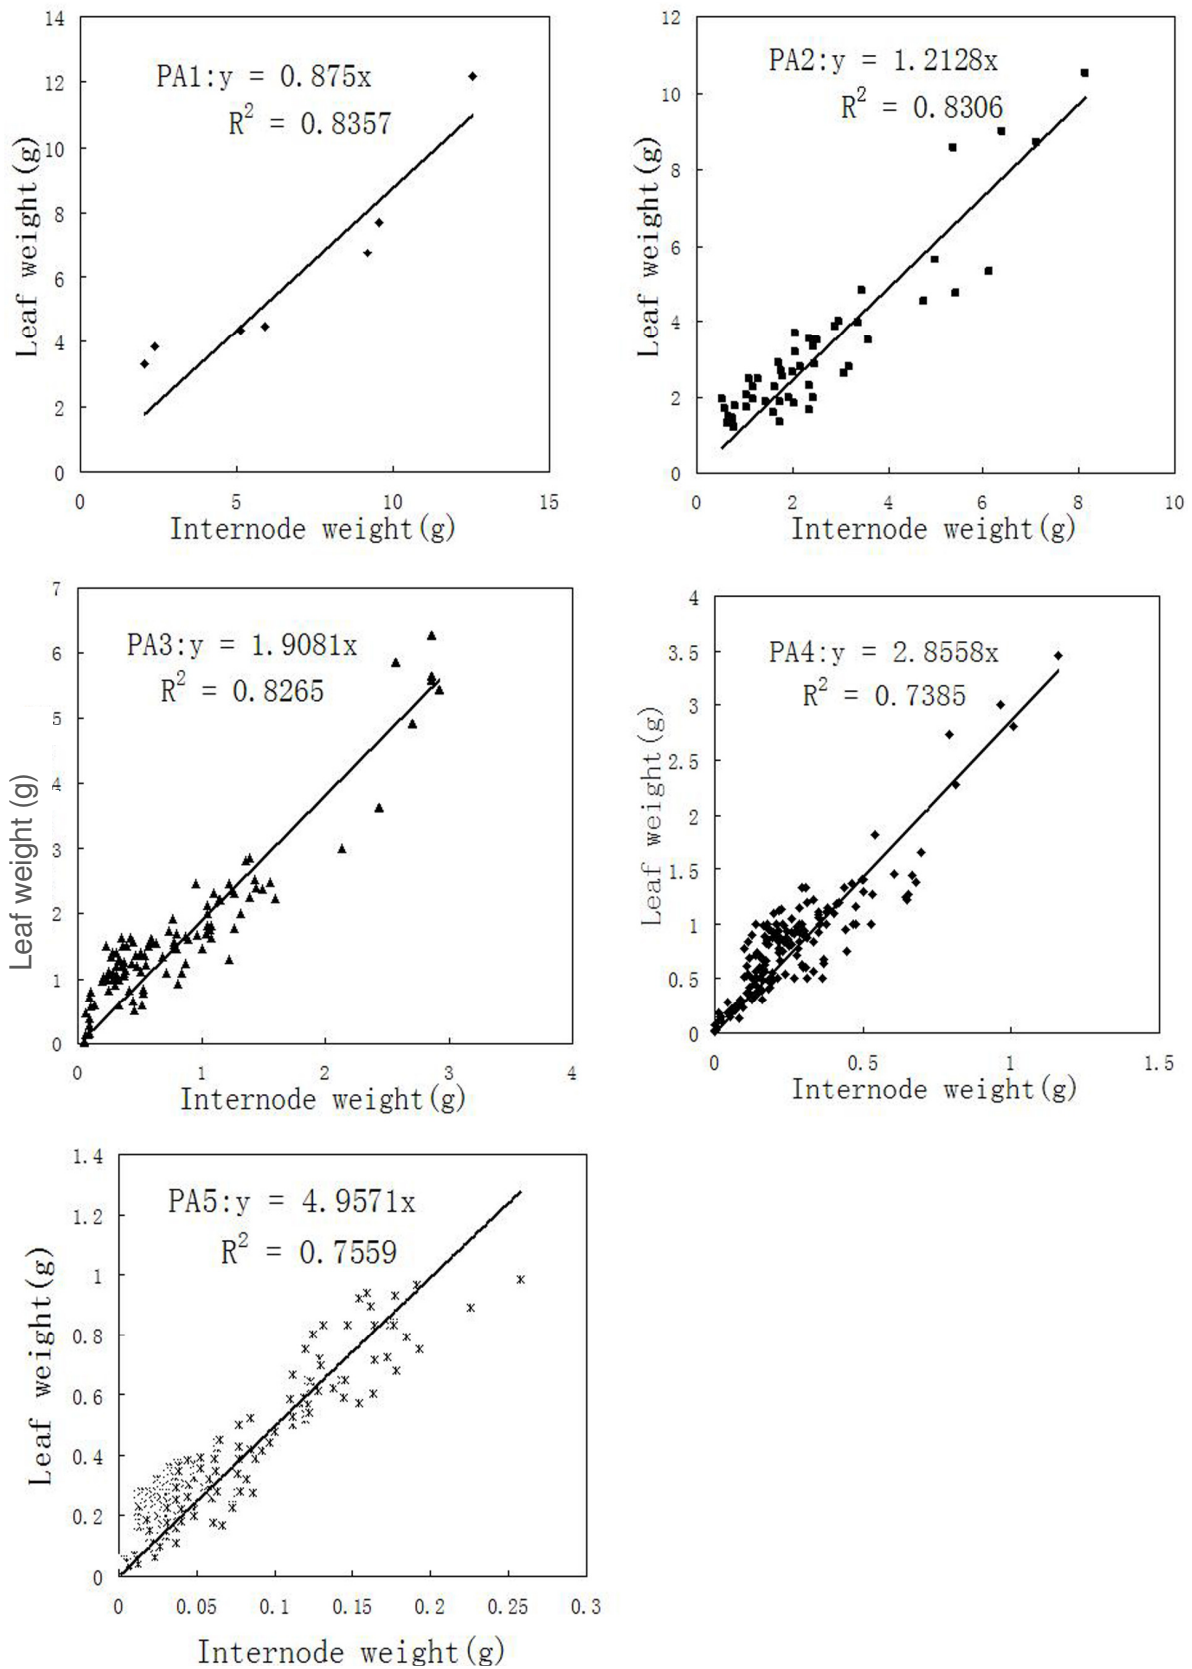 PA1:y = 0.875x
R² = 0.8357
Leaf weight(g)
14
12
10
8
6
4
2
0
0 5 10 15
Internode weight(g)
PA2:y = 1.2128x
R² = 0.8306
Leaf weight(g)
12
10
8
6
4
2
0
0 2 4 6 8 10
Internode weight(g)
PA3:y = 1.9081x
R² = 0.8265
Leaf weight (g)
7
6
5
4
3
2
1
0
0 1 2 3 4
Internode weight(g)
PA4:y = 2.8558x
R² = 0.7385
Leaf weight(g)
4
3.5
3
2.5
2
1.5
1
0.5
0
0 0.5 1 1.5
Internode weight(g)
PA5:y = 4.9571x
R² = 0.7559
Leaf weight(g)
1.4
1.2
1
0.8
0.6
0.4
0.2
0
0 0.05 0.1 0.15 0.2 0.25 0.3
Internode weight(g)